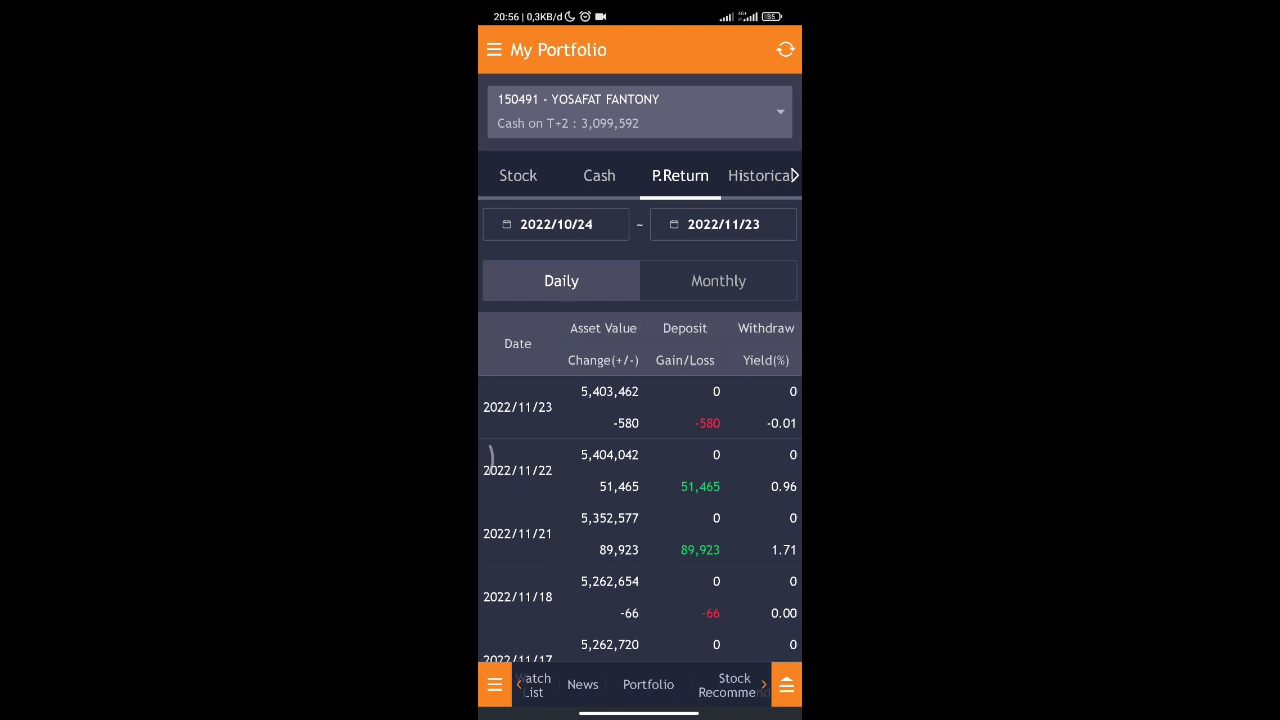 20:56 | 0,3KB/d
My Portfolio
150491 - YOSAFAT FANTONY
Cash on T+2 : 3,099,592
Stock Cash P.Return Historica
2022/10/24 ~ 2022/11/23
Daily Monthly
Date Asset Value Deposit Withdraw
Change(+/-) Gain/Loss Yield(%)
2022/11/23 5,403,462 0 0
-580 -580 -0.01
2022/11/22 5,404,042 0 0
51,465 51,465 0.96
2022/11/21 5,352,577 0 0
89,923 89,923 1.71
2022/11/18 5,262,654 0 0
-66 -66 0.00
2022/11/17 5,262,720 0 0
atch
ist News Portfolio Stock
Recommend